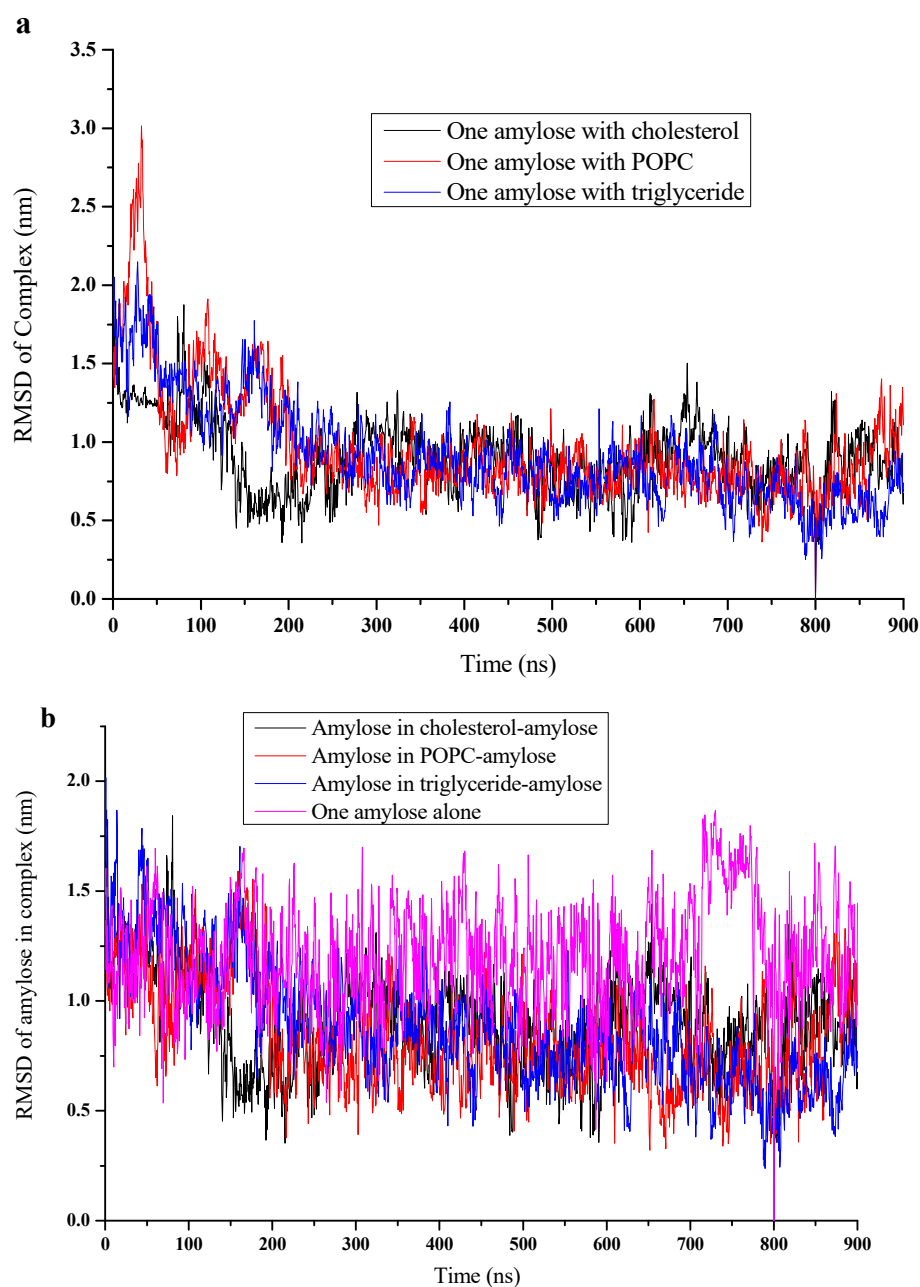 a
3.5
3.0
2.5
2.0
1.5
1.0
0.5
0.0
RMSD of Complex (nm)
One amylose with cholesterol
One amylose with POPC
One amylose with triglyceride
0 100 200 300 400 500 600 700 800 900
Time (ns)
b
2.0
1.5
1.0
0.5
0.0
RMSD of amylose in complex (nm)
Amylose in cholesterol-amylose
Amylose in POPC-amylose
Amylose in triglyceride-amylose
One amylose alone
0 100 200 300 400 500 600 700 800 900
Time (ns)